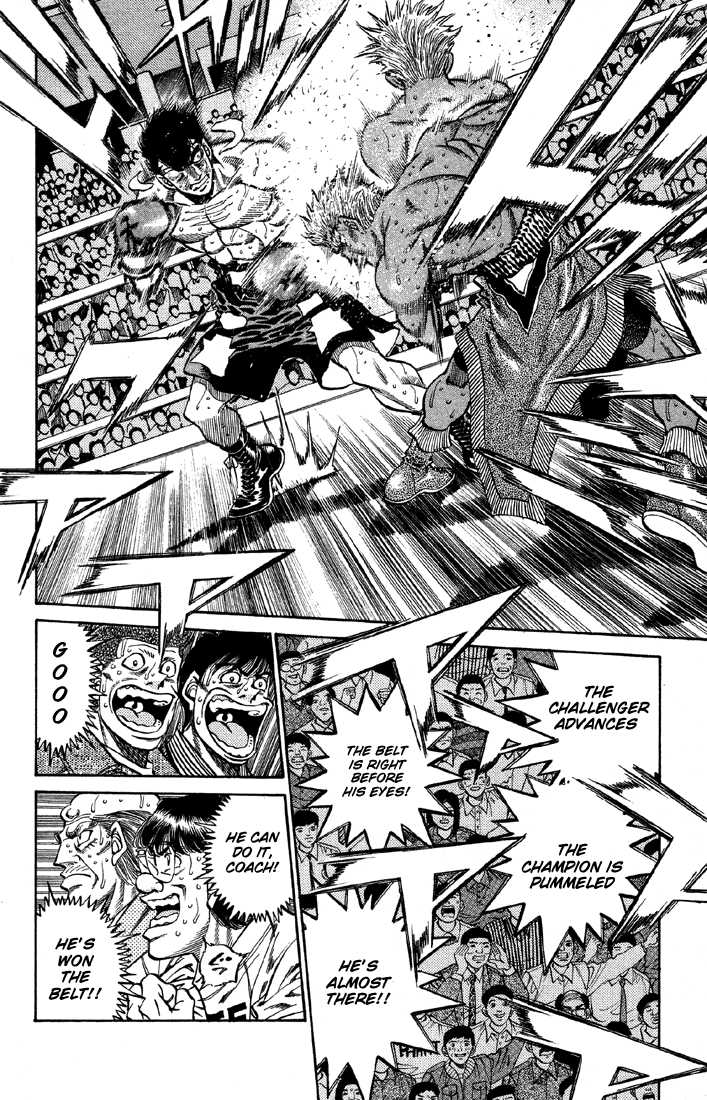 THE
CHALLENGER
ADVANCES
THE BELT
IS RIGHT
BEFORE
HIS EYES!
THE
CHAMPION IS
PUMMELED
HE'S
ALMOST
THERE!!
GOOO
HE CAN
DO IT,
COACH!
HE'S
WON
THE
BELT!!